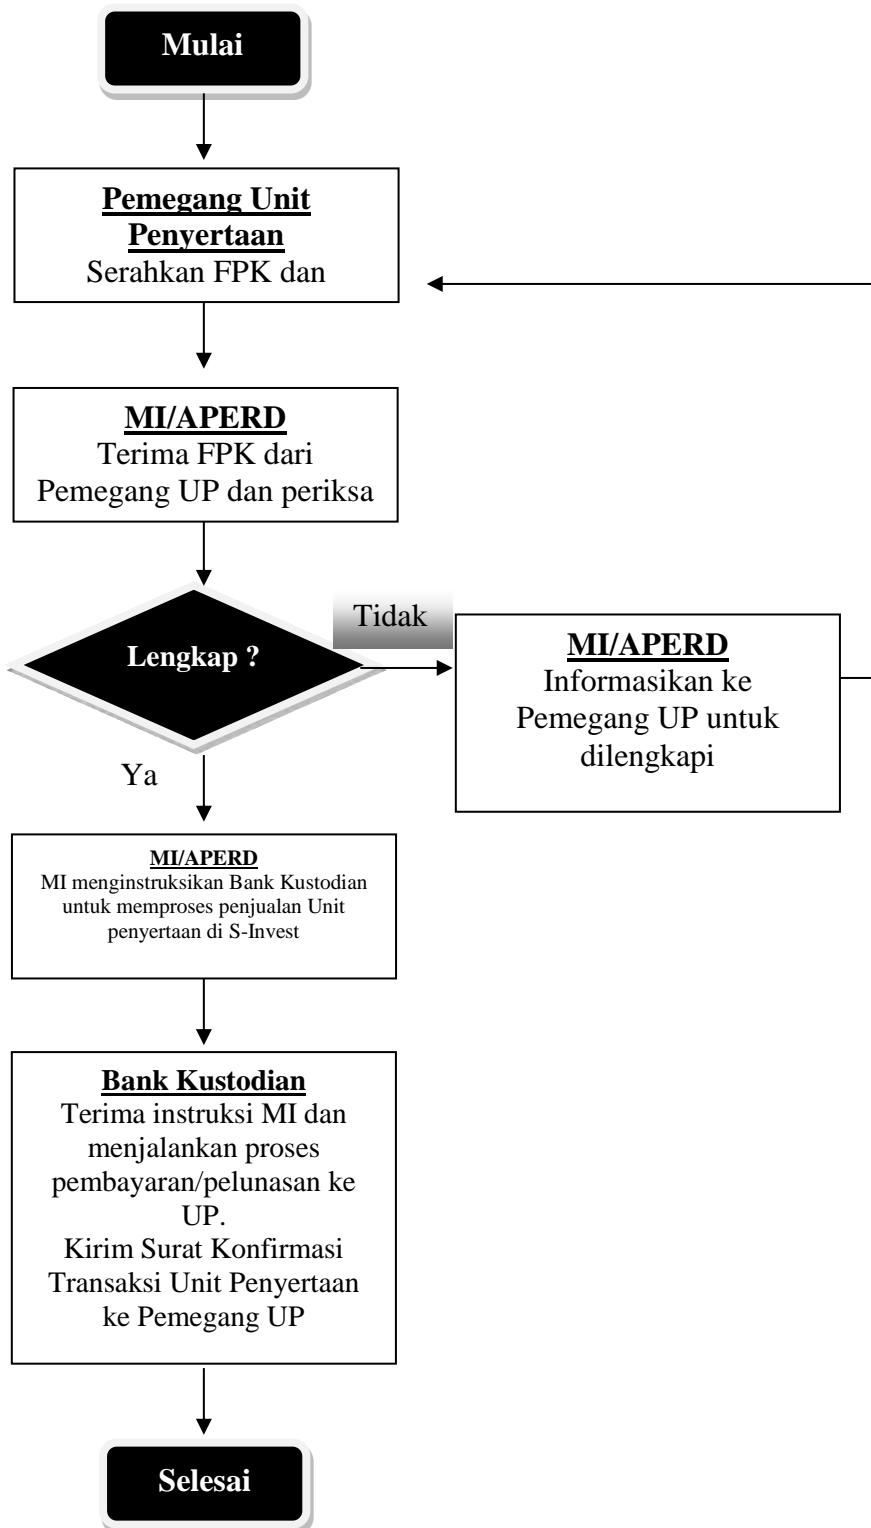 Mulai
Pemegang Unit
Penyertaan
Serahkan FPK dan
MI/APERD
Terima FPK dari
Pemegang UP dan periksa
Lengkap ?
Tidak
MI/APERD
Informasikan ke
Pemegang UP untuk
dilengkapi
Ya
MI/APERD
MI menginstruksikan Bank Kustodian
untuk memproses penjualan Unit
penyertaan di S-Invest
Bank Kustodian
Terima instruksi MI dan
menjalankan proses
pembayaran/pelunasan ke
UP.
Kirim Surat Konfirmasi
Transaksi Unit Penyertaan
ke Pemegang UP
Selesai